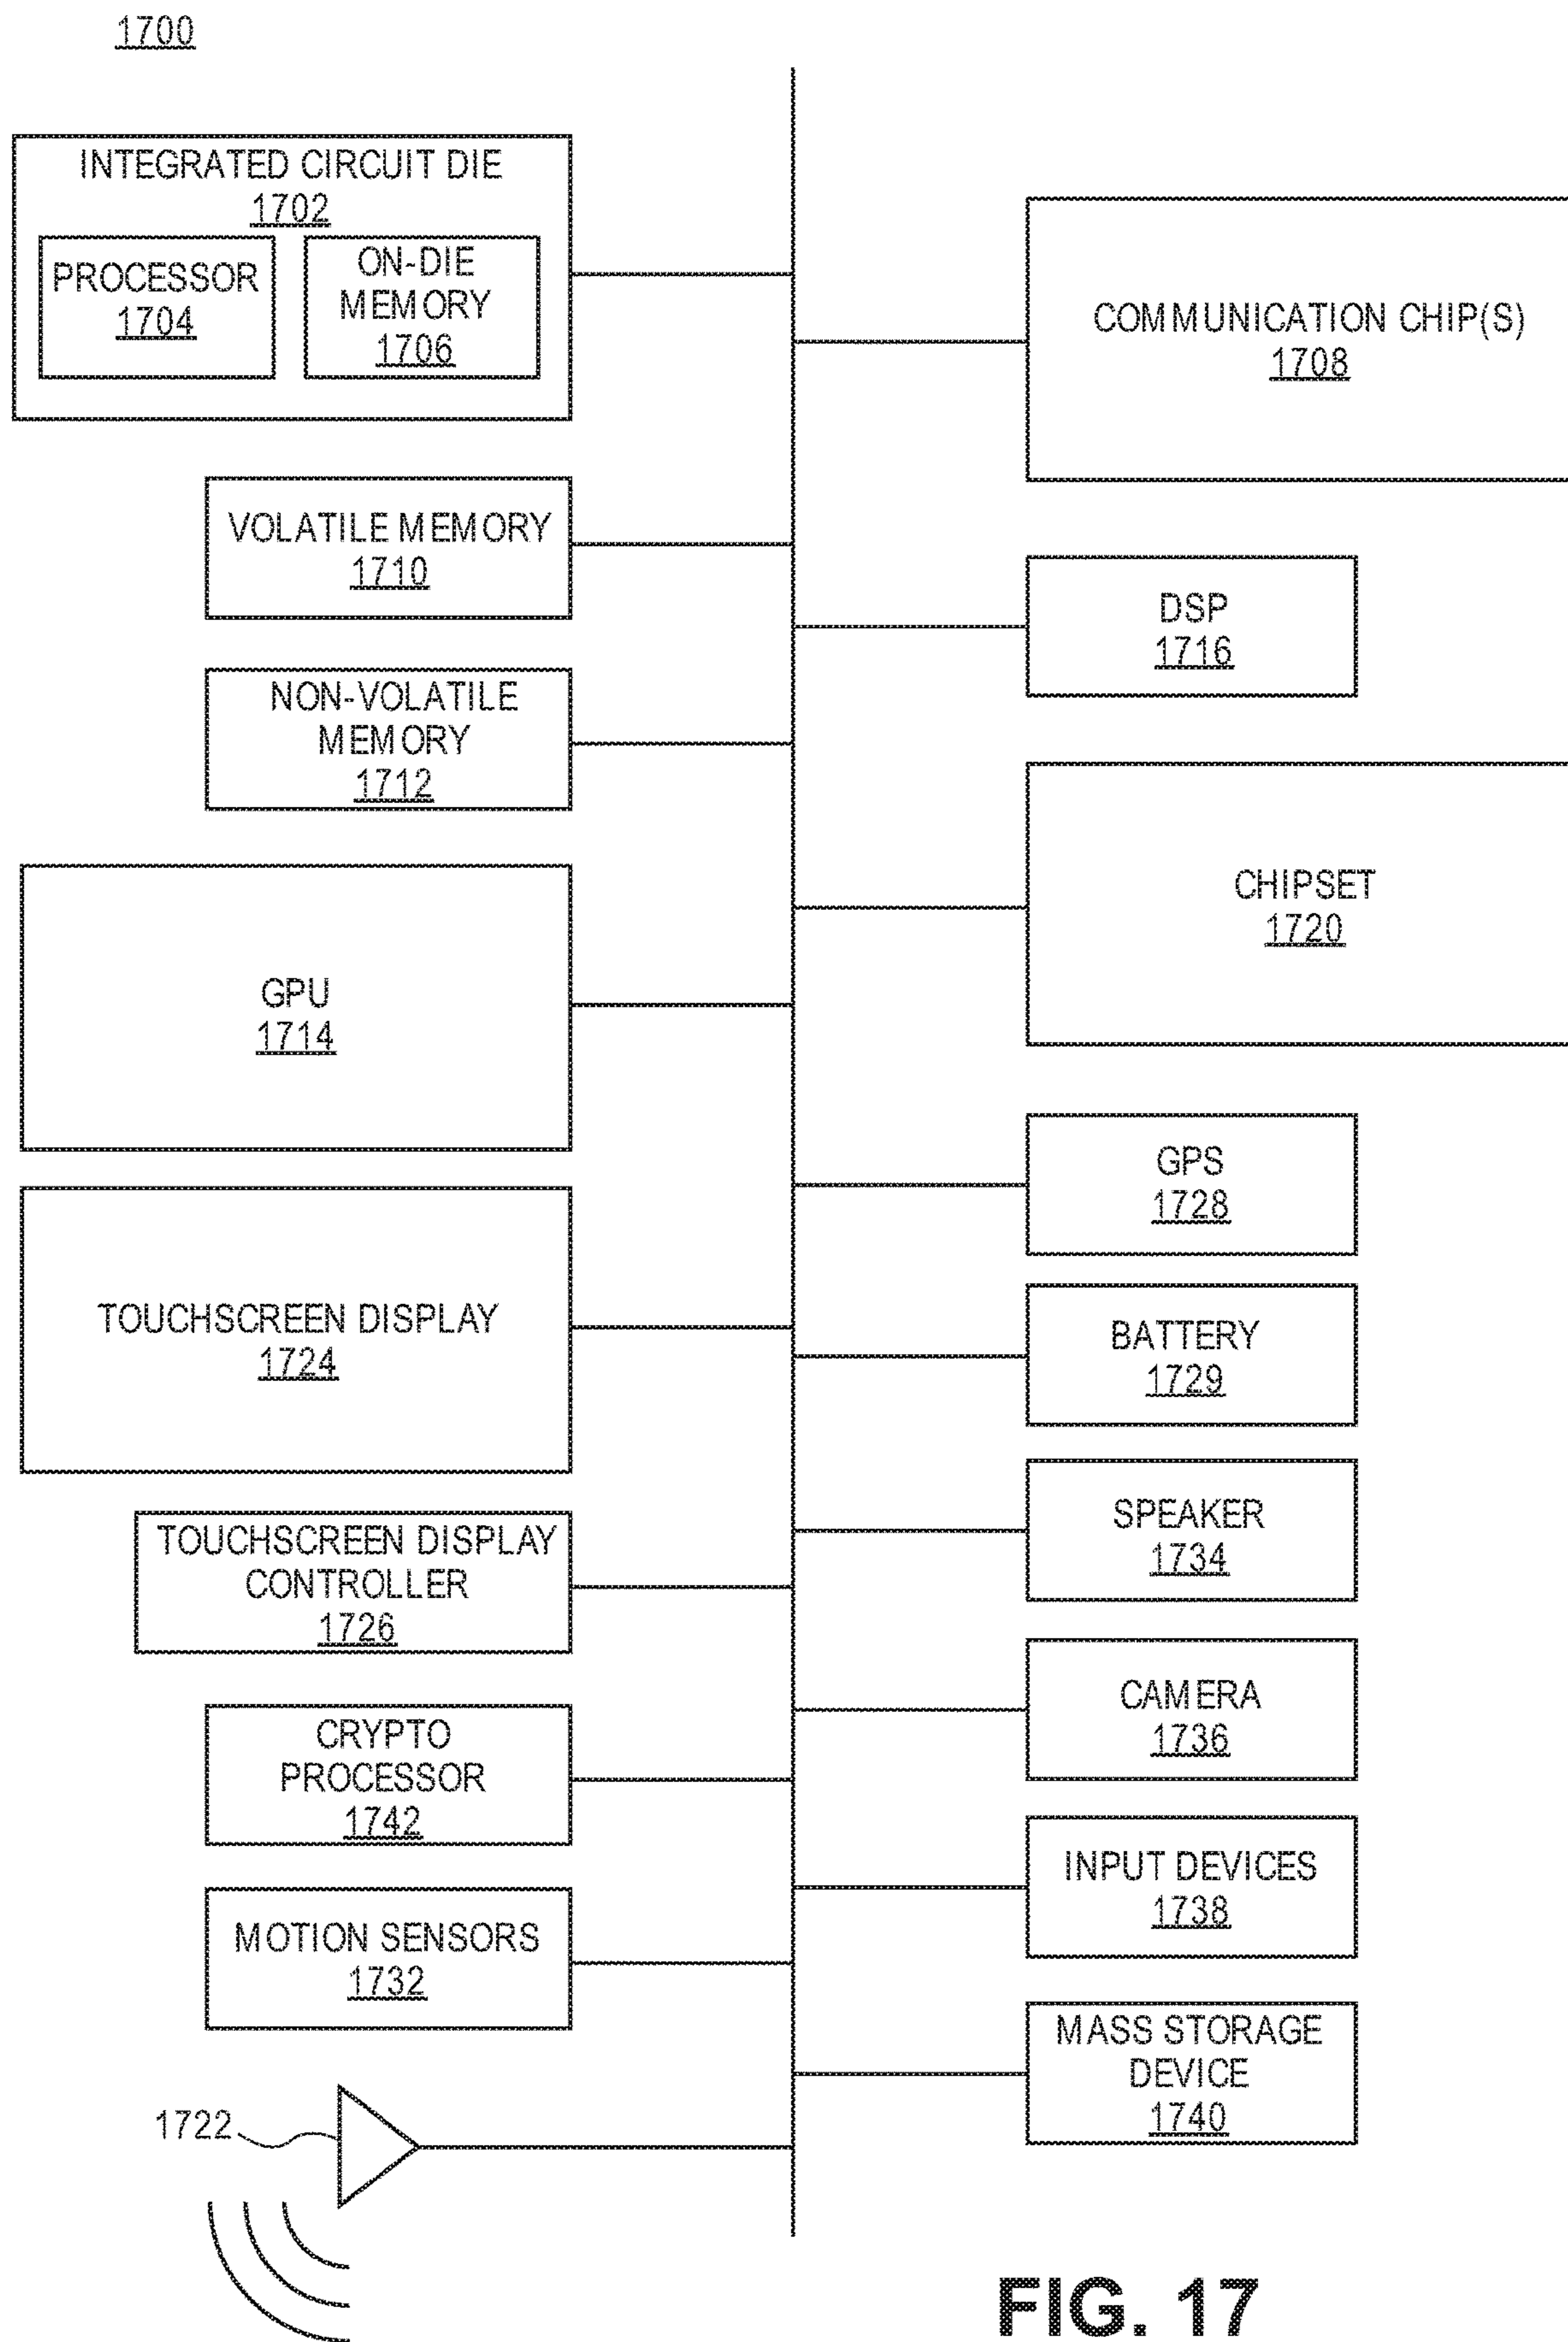 1700
INTEGRATED CIRCUIT DIE
1702
PROCESSOR
1704
ON-DIE
MEMORY
1706
VOLATILE MEMORY
1710
NON-VOLATILE
MEMORY
1712
GPU
1714
TOUCHSCREEN DISPLAY
1724
TOUCHSCREEN DISPLAY
CONTROLLER
1726
CRYPTO
PROCESSOR
1742
MOTION SENSORS
1732
1722
COMMUNICATION CHIP(S)
1708
DSP
1716
CHIPSET
1720
GPS
1728
BATTERY
1729
SPEAKER
1734
CAMERA
1736
INPUT DEVICES
1738
MASS STORAGE
DEVICE
1740
FIG. 17